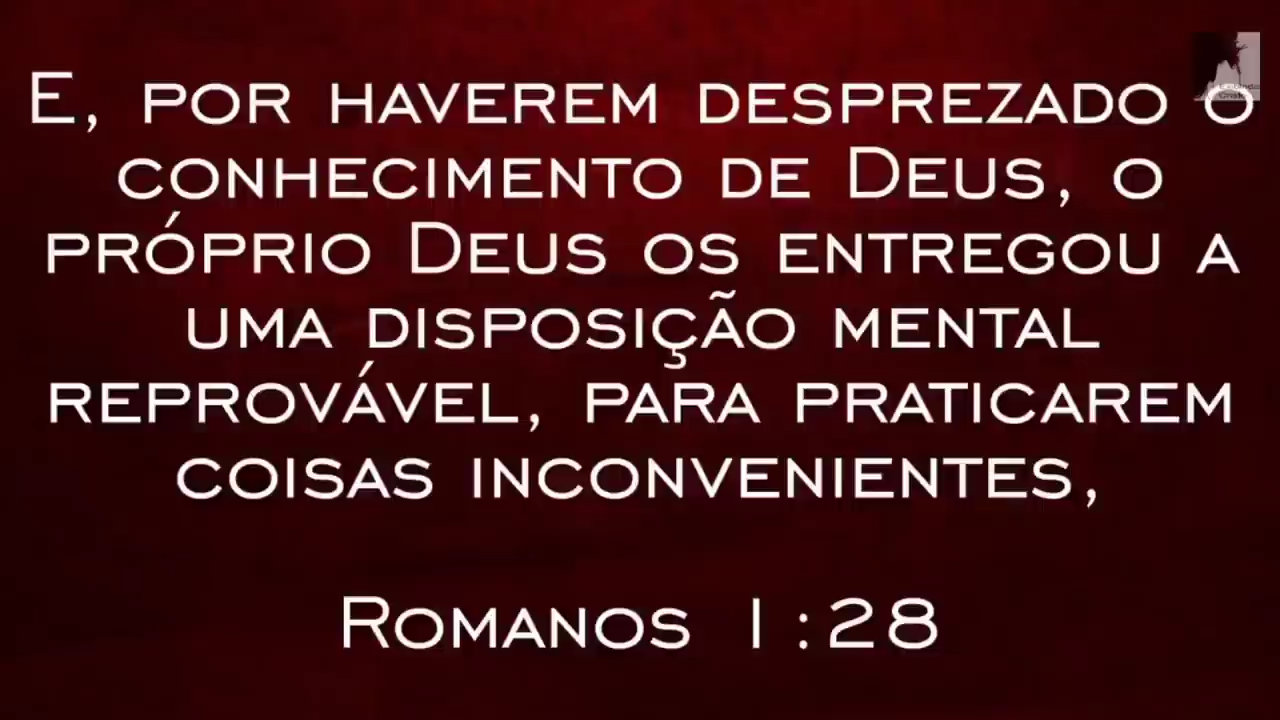 E, POR HAVEREM DESPREZADO O
CONHECIMENTO DE DEUS, O
PRÓPRIO DEUS OS ENTREGOU A
UMA DISPOSIÇÃO MENTAL
REPROVÁVEL, PARA PRATICAREM
COISAS INCONVENIENTES,
ROMANOS 1:28